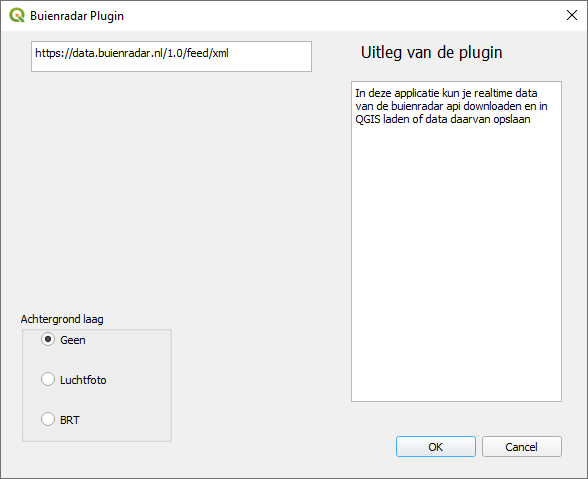 Buienradar Plugin
https://data.buienradar.nl/1.0/feed/xml
Uitleg van de plugin
In deze applicatie kun je realtime data
van de buienradar api downloaden en in
QGIS laden of data daarvan opslaan
Achtergrond laag
Geen
Luchtfoto
BRT
OK
Cancel